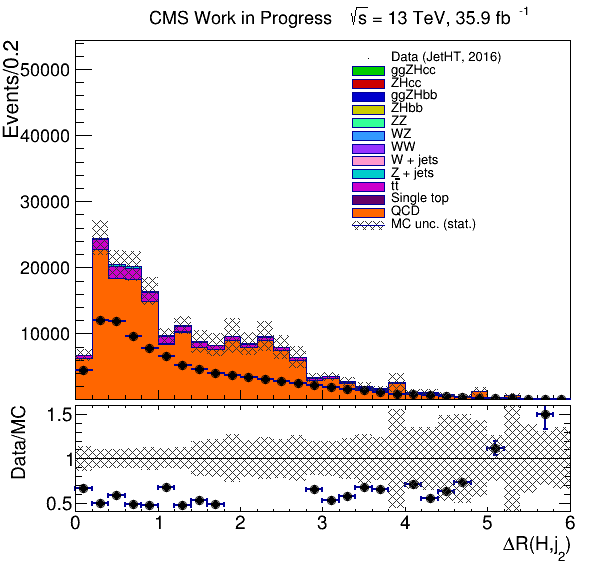 CMS Work in Progress √s = 13 TeV, 35.9 fb⁻¹
Events/0.2
50000
40000
30000
20000
10000
Data (JetHT, 2016)
ggZHcc
ZHcc
ggZHbb
ZHbb
ZZ
WZ
WW
W + jets
Z + jets
tt̄
Single top
QCD
MC unc. (stat.)
Data/MC
1.5
1
0.5
0 1 2 3 4 5 6
ΔR(H,j₂)